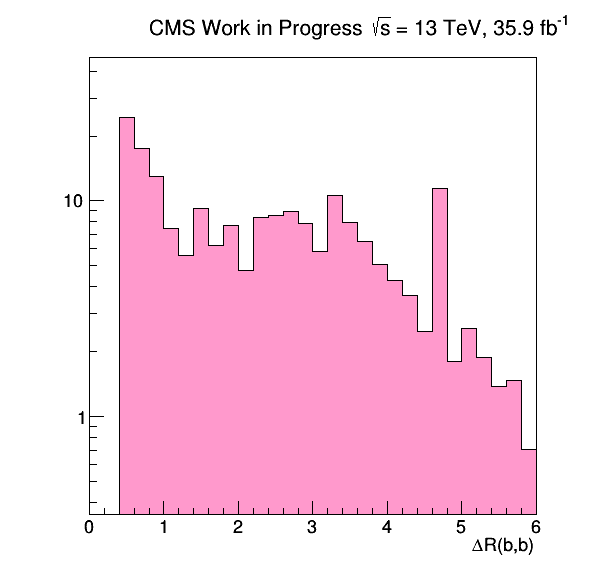 CMS Work in Progress √s = 13 TeV, 35.9 fb⁻¹
10
1
0 1 2 3 4 5 6
ΔR(b,b)